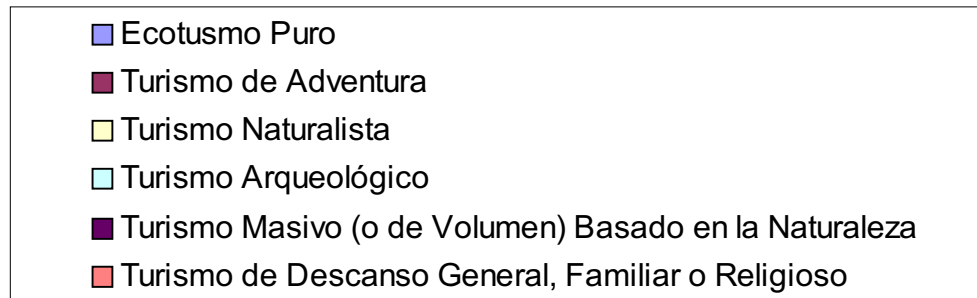 Ecotusmo Puro
Turismo de Adventura
Turismo Naturalista
Turismo Arqueológico
Turismo Masivo (o de Volumen) Basado en la Naturaleza
Turismo de Descanso General, Familiar o Religioso